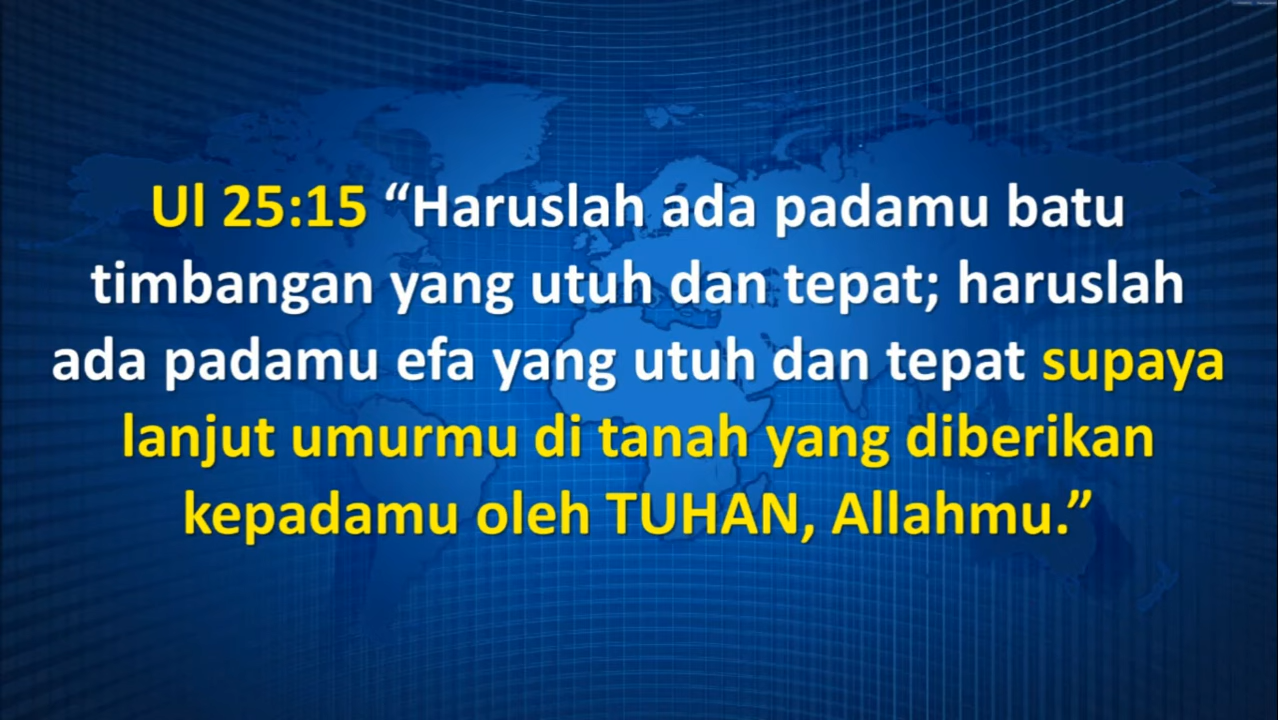 Ul 25:15 “Haruslah ada padamu batu
timbangan yang utuh dan tepat; haruslah
ada padamu efa yang utuh dan tepat supaya
lanjut umurmu di tanah yang diberikan
kepadamu oleh TUHAN, Allahmu.”